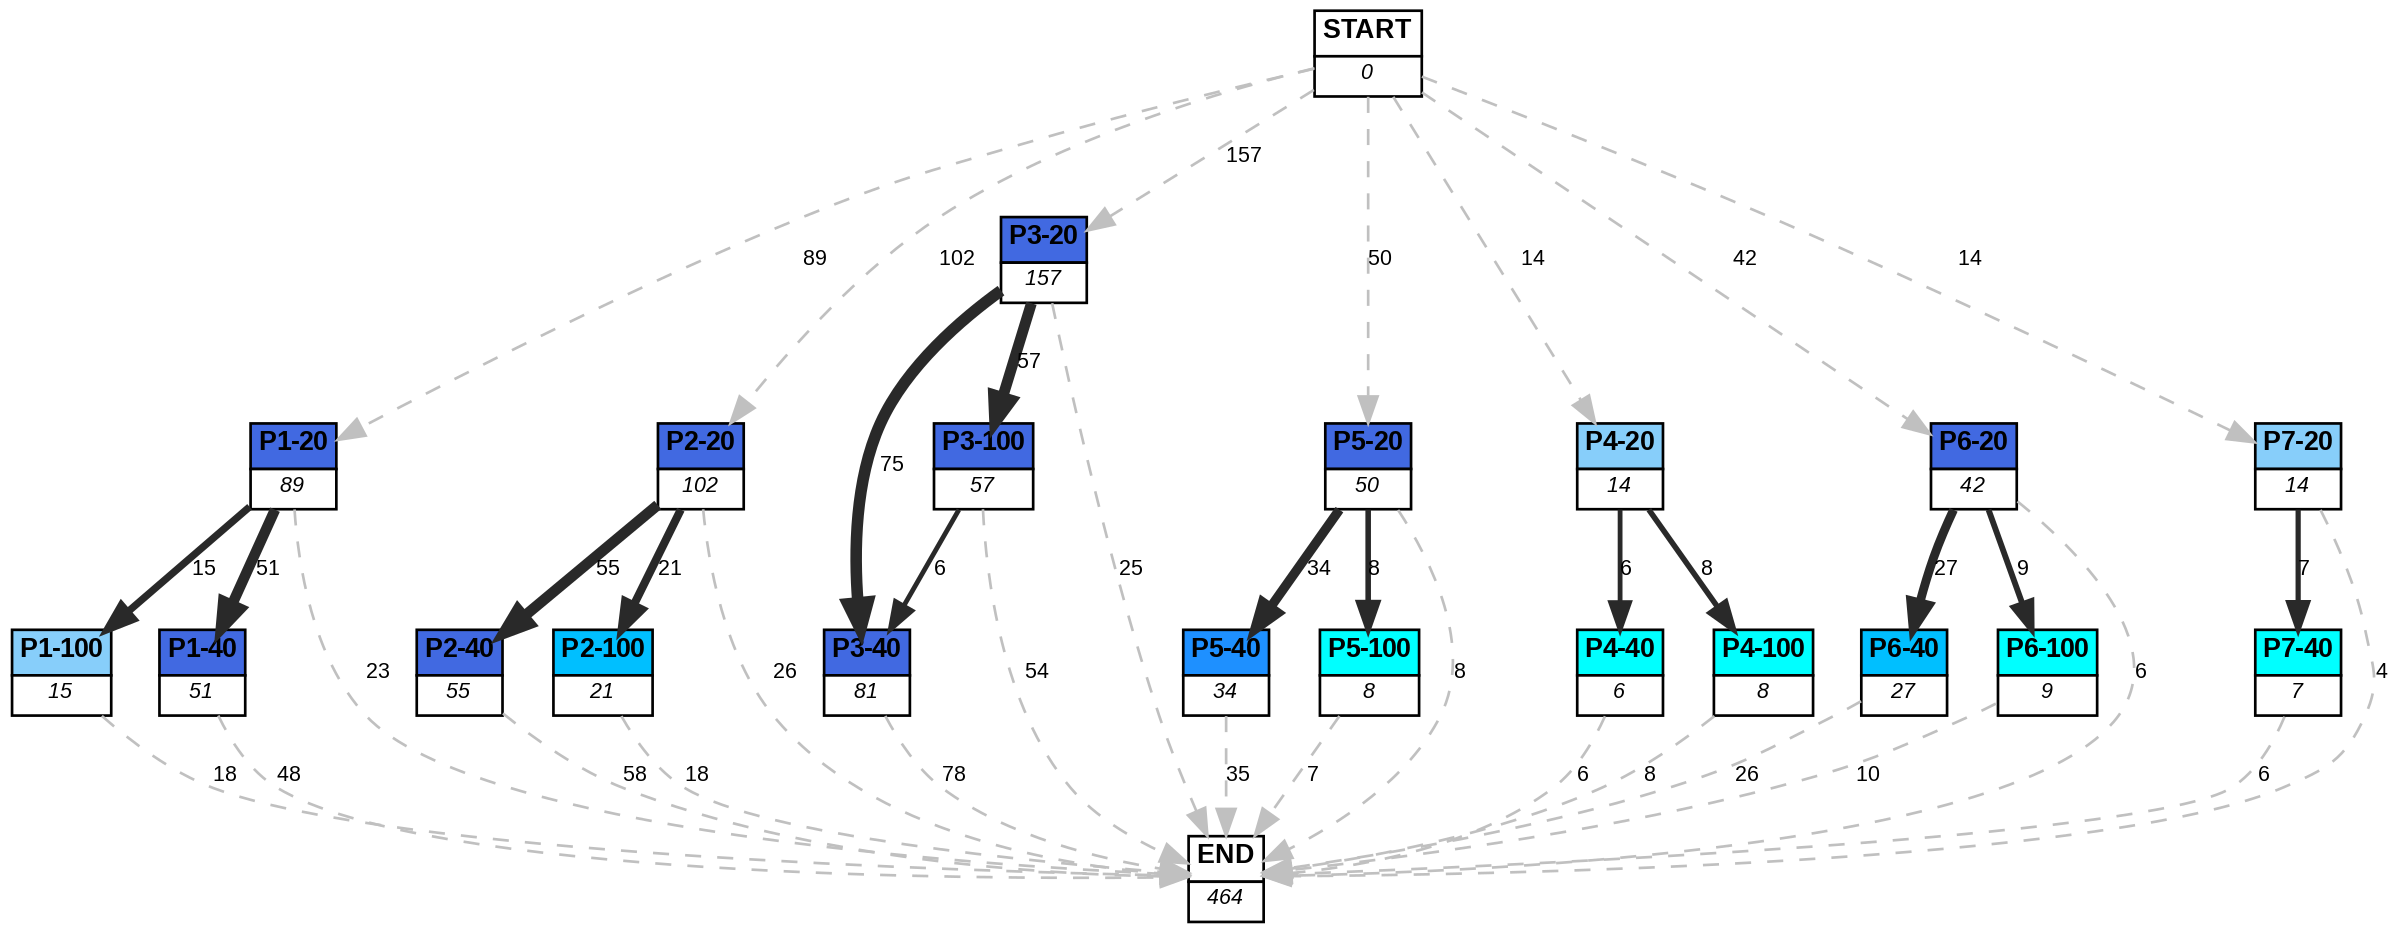 START
0
157
89
102
50
14
42
14
P3-20
157
57
P1-20
89
P2-20
102
75
P3-100
57
P5-20
50
P4-20
14
P6-20
42
P7-20
14
15
51
55
21
6
25
34
8
6
8
27
9
7
P1-100
15
P1-40
51
23
P2-40
55
P2-100
21
26
P3-40
81
54
P5-40
34
P5-100
8
8
P4-40
6
P4-100
8
P6-40
27
P6-100
9
6
P7-40
7
4
18
48
58
18
78
35
7
6
8
26
10
6
END
464